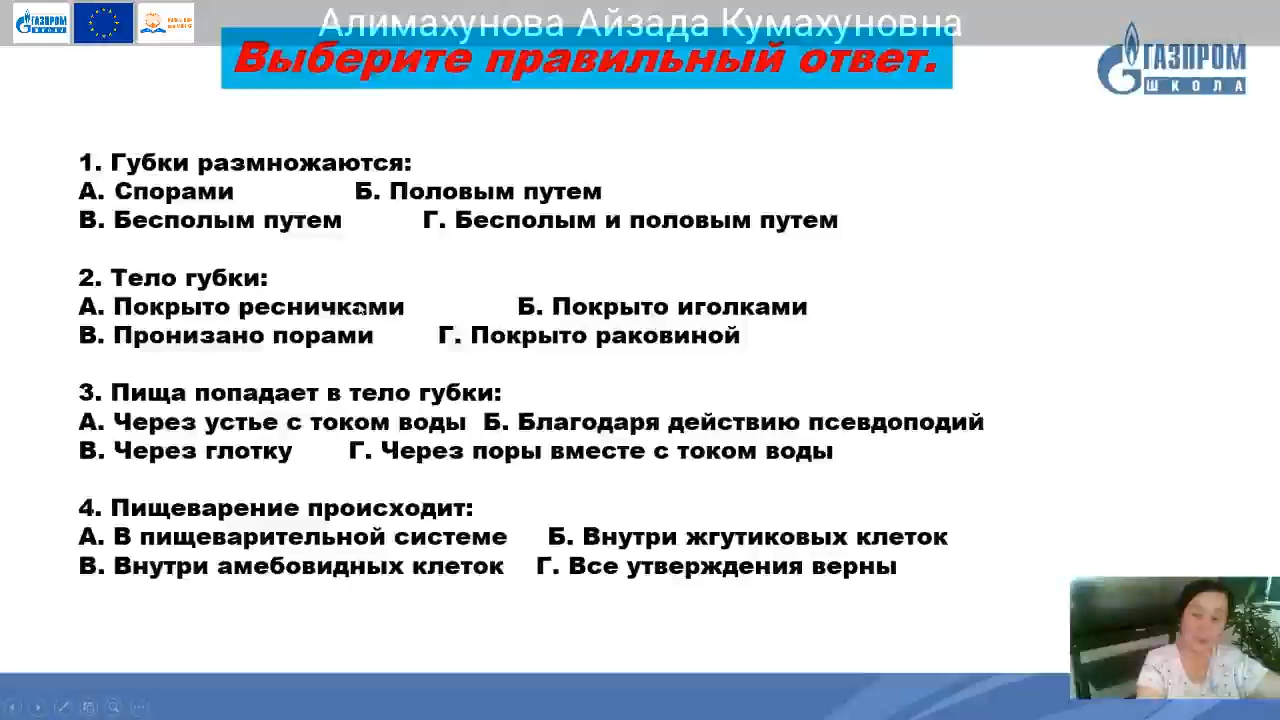 ГАЗПРОМ
ШКОЛА
Алимахунова Айзада Кумахуновна
Выберите правильный ответ.
ГАЗПРОМ
ШКОЛА
1. Губки размножаются:
А. Спорами Б. Половым путем
В. Бесполым путем Г. Бесполым и половым путем
2. Тело губки:
А. Покрыто ресничками Б. Покрыто иголками
В. Пронизано порами Г. Покрыто раковиной
3. Пища попадает в тело губки:
А. Через устье с током воды Б. Благодаря действию псевдоподий
В. Через глотку Г. Через поры вместе с током воды
4. Пищеварение происходит:
А. В пищеварительной системе Б. Внутри жгутиковых клеток
В. Внутри амебовидных клеток Г. Все утверждения верны